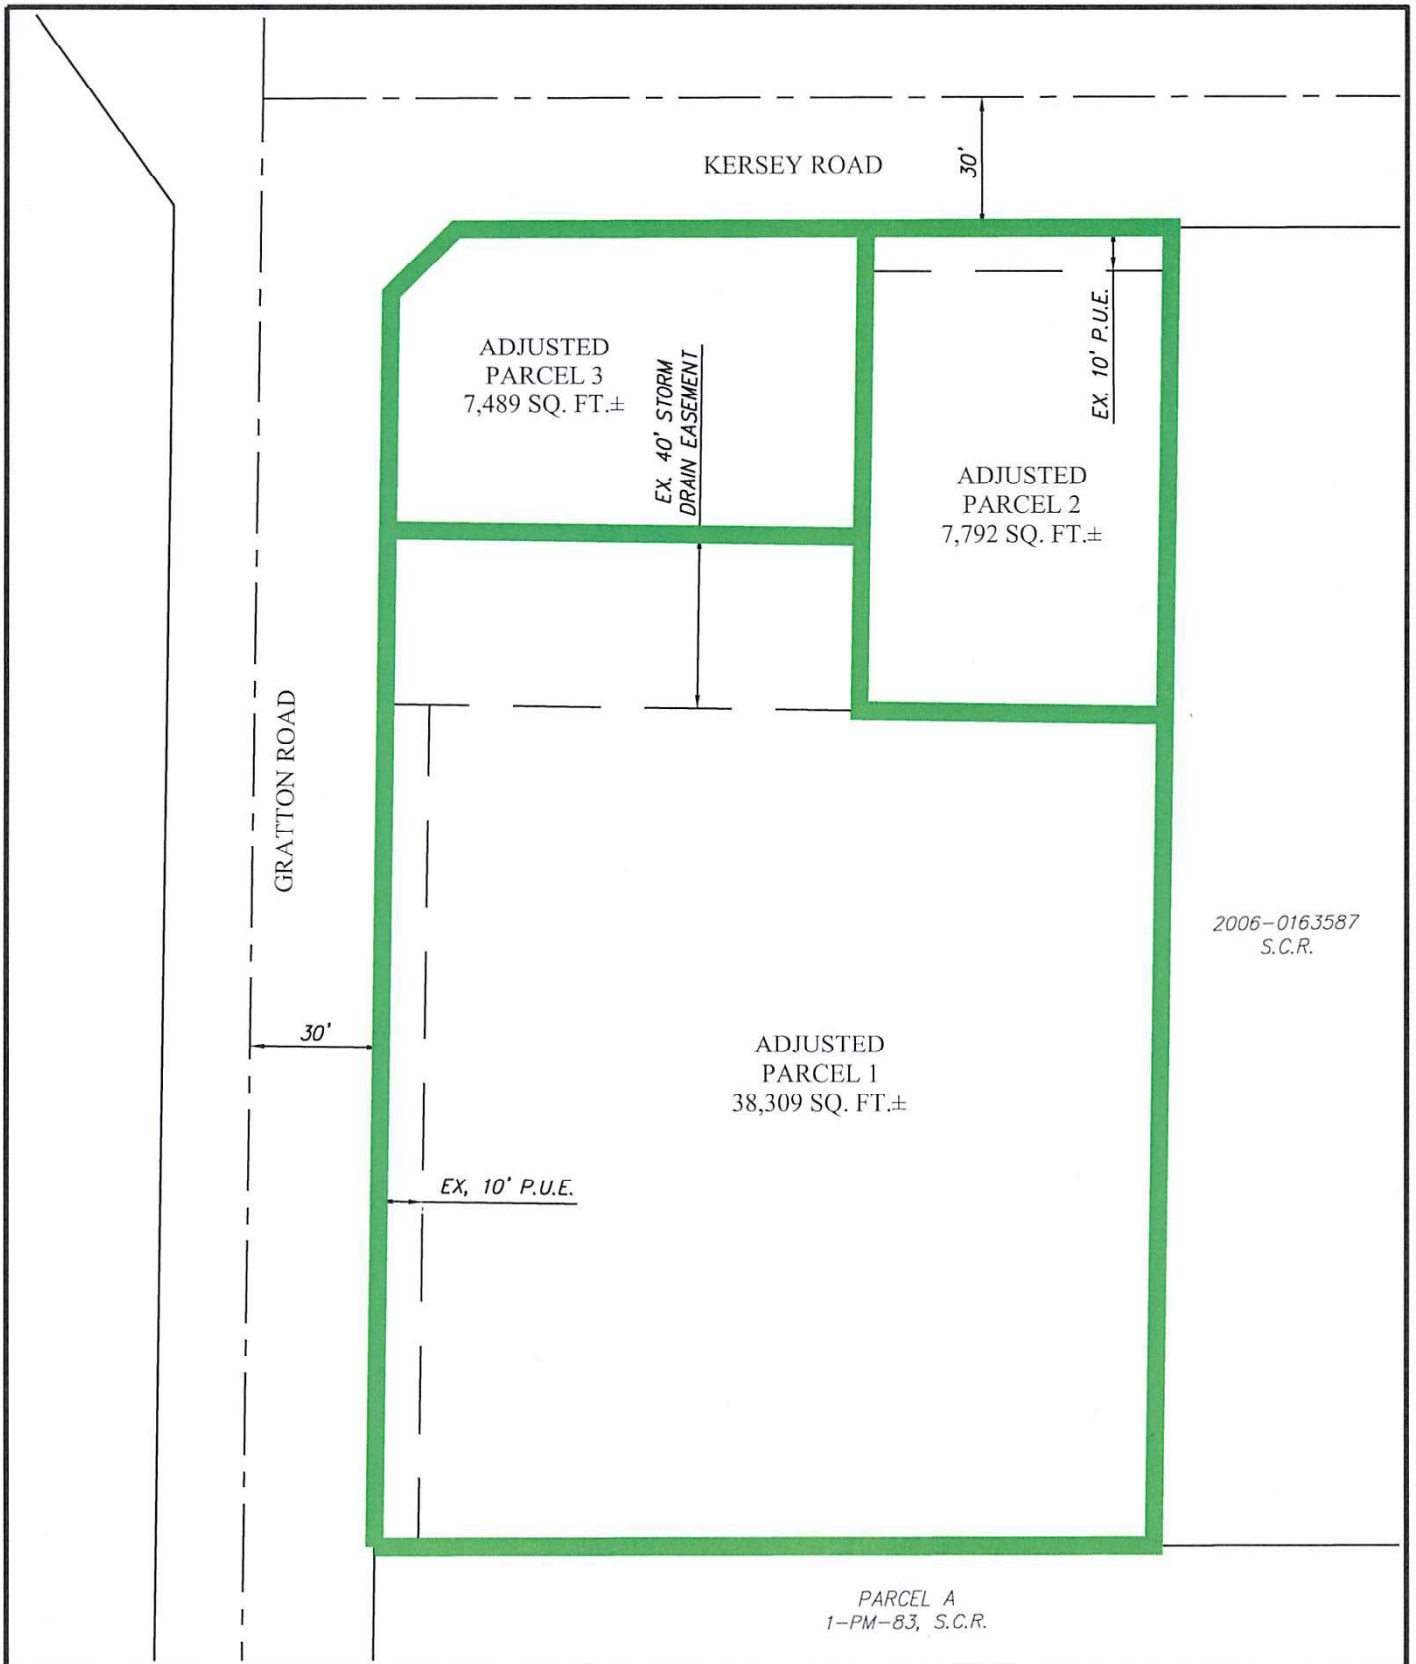 KERSEY ROAD
30'
ADJUSTED
PARCEL 3
7,489 SQ. FT.±
EX. 40' STORM
DRAIN EASEMENT
EX. 10' P.U.E.
ADJUSTED
PARCEL 2
7,792 SQ. FT.±
GRATTON ROAD
2006-0163587
S.C.R.
30'
ADJUSTED
PARCEL 1
38,309 SQ. FT.±
EX, 10' P.U.E.
PARCEL A
1-PM-83, S.C.R.